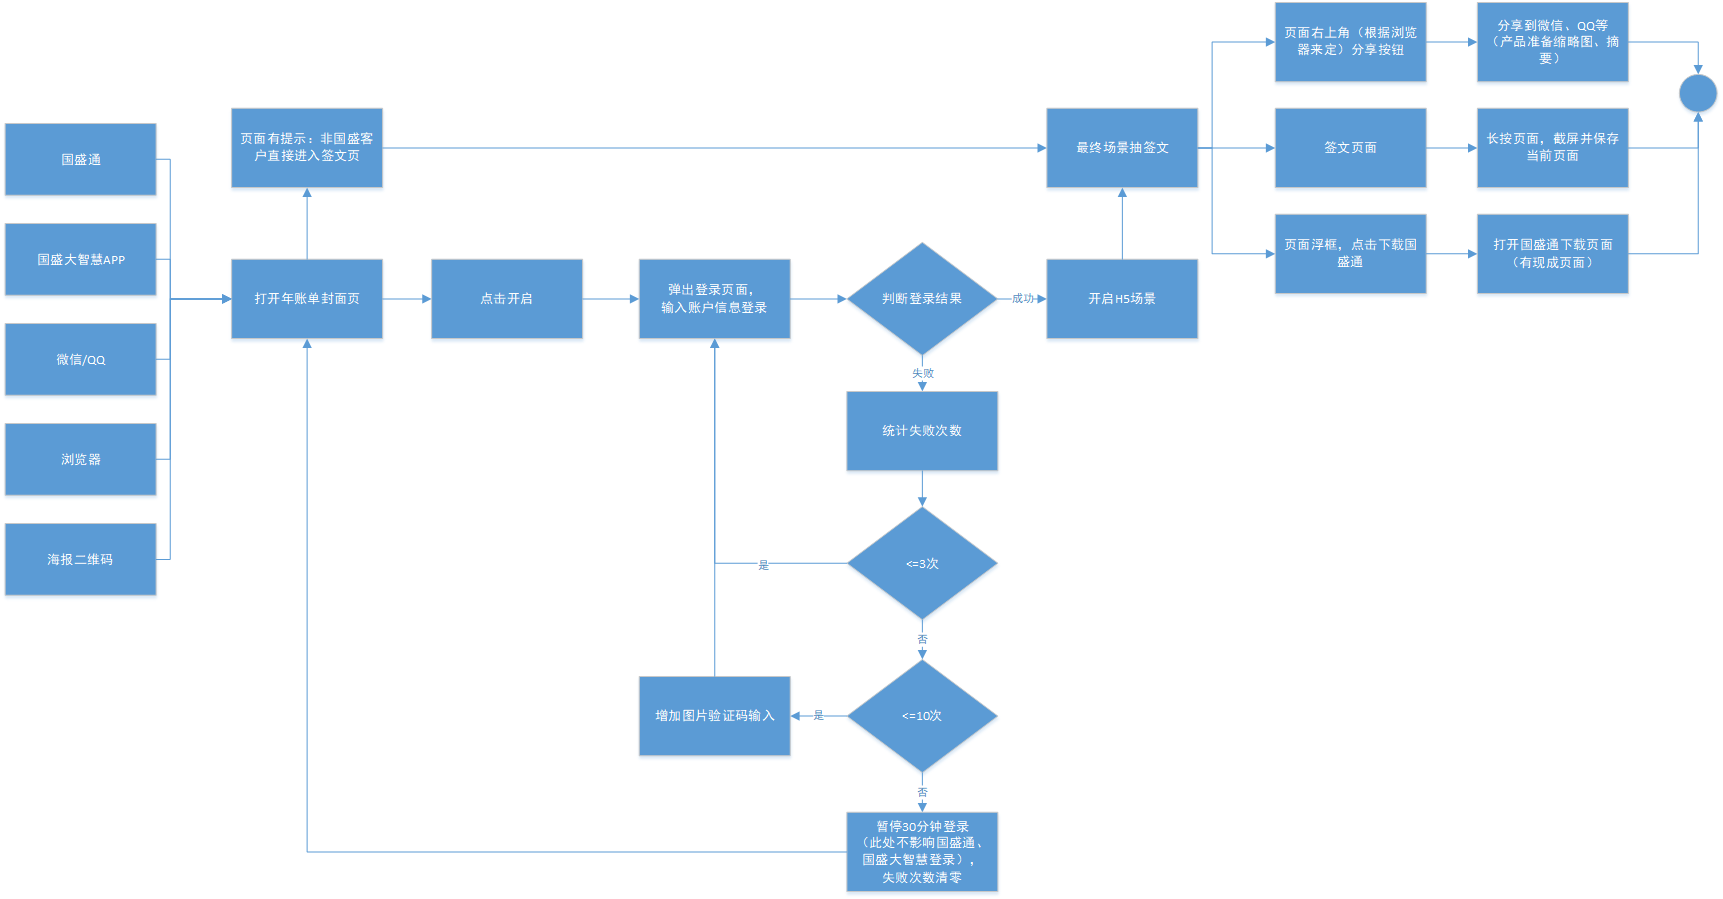 国盛通
国盛大智慧APP
微信/QQ
浏览器
海报二维码
页面有提示：非国盛客
户直接进入签文页
打开年账单封面页
点击开启
弹出登录页面，
输入账户信息登录
判断登录结果
成功
开启H5场景
最终场景抽签文
页面右上角（根据浏览
器来定）分享按钮
分享到微信、QQ等
（产品准备缩略图、摘
要）
签文页面
长按页面，截屏并保存
当前页面
页面浮框，点击下载国
盛通
打开国盛通下载页面
（有现成页面）
失败
统计失败次数
<=3次
是
否
<=10次
是
增加图片验证码输入
否
暂停30分钟登录
（此处不影响国盛通、
国盛大智慧登录），
失败次数清零